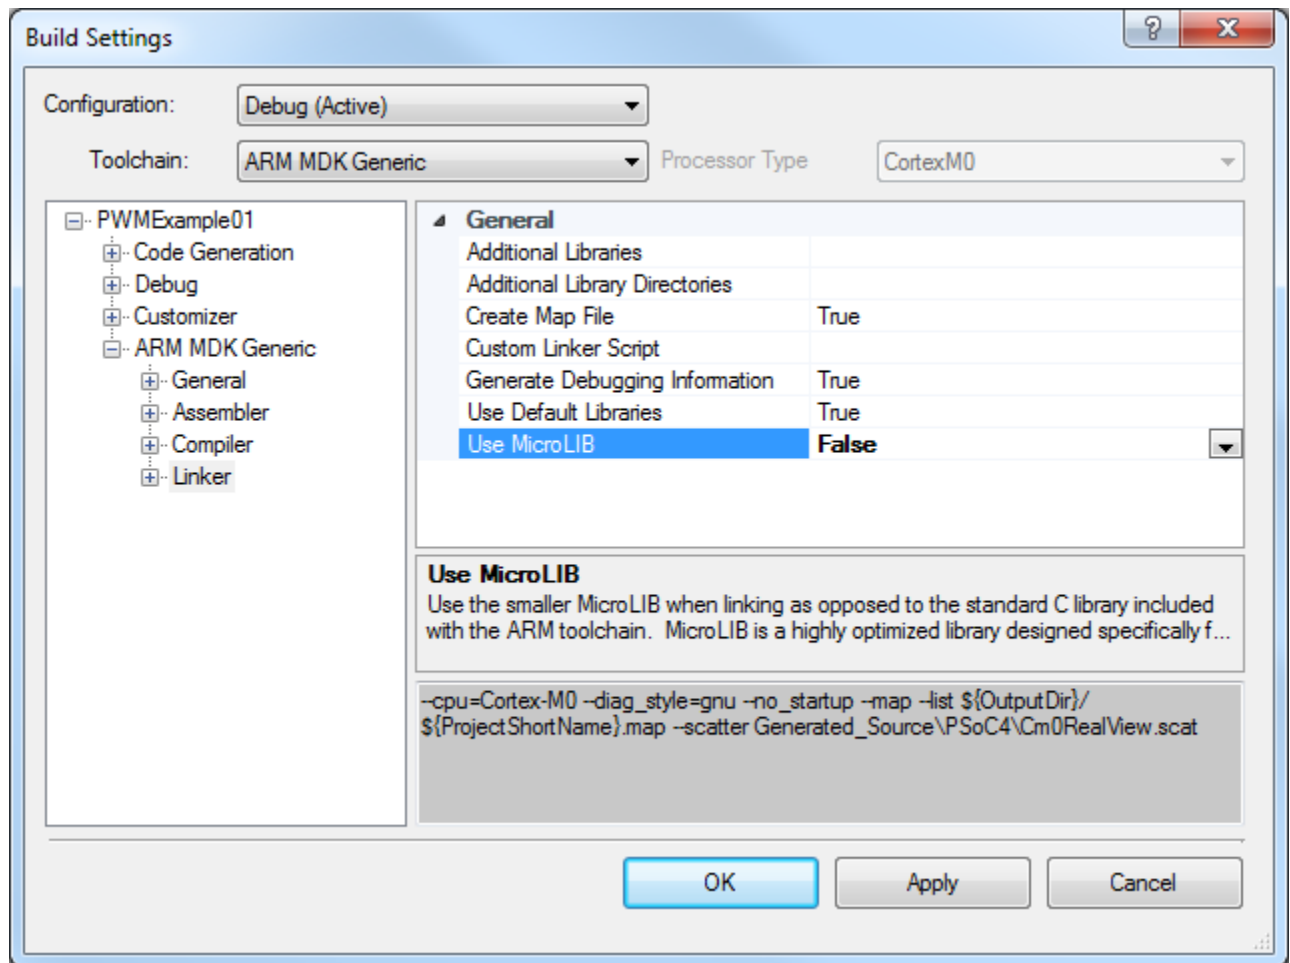 Build Settings
Configuration: Debug (Active)
Toolchain: ARM MDK Generic Processor Type CortexM0
PWMExample01
Code Generation
Debug
Customizer
ARM MDK Generic
General
Assembler
Compiler
Linker
General
Additional Libraries
Additional Library Directories
Create Map File True
Custom Linker Script
Generate Debugging Information True
Use Default Libraries True
Use MicroLIB False
Use MicroLIB
Use the smaller MicroLIB when linking as opposed to the standard C library included
with the ARM toolchain.  MicroLIB is a highly optimized library designed specifically f...
--cpu=Cortex-M0 --diag_style=gnu --no_startup --map --list ${OutputDir}/
${ProjectShortName}.map --scatter Generated_Source\PSoC4\Cm0RealView.scat
OK Apply Cancel